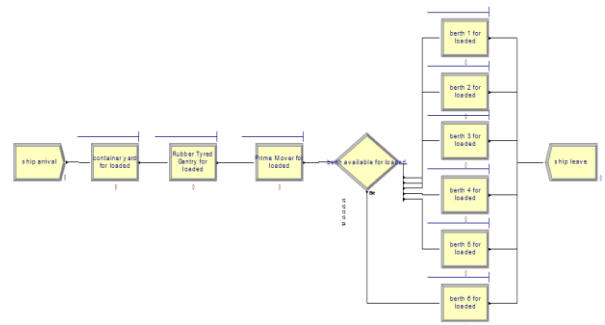 ship arrival
container yard
for loaded
Rubber Tyred
Gantry for
loaded
Prime Mover for
loaded
berth available for loaded
Else
berth 1 for
loaded
berth 2 for
loaded
berth 3 for
loaded
berth 4 for
loaded
berth 5 for
loaded
berth 6 for
loaded
ship leave